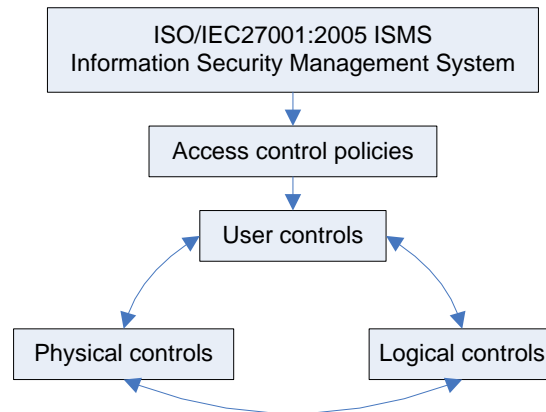 ISO/IEC27001:2005 ISMS
Information Security Management System
Access control policies
User controls
Physical controls
Logical controls